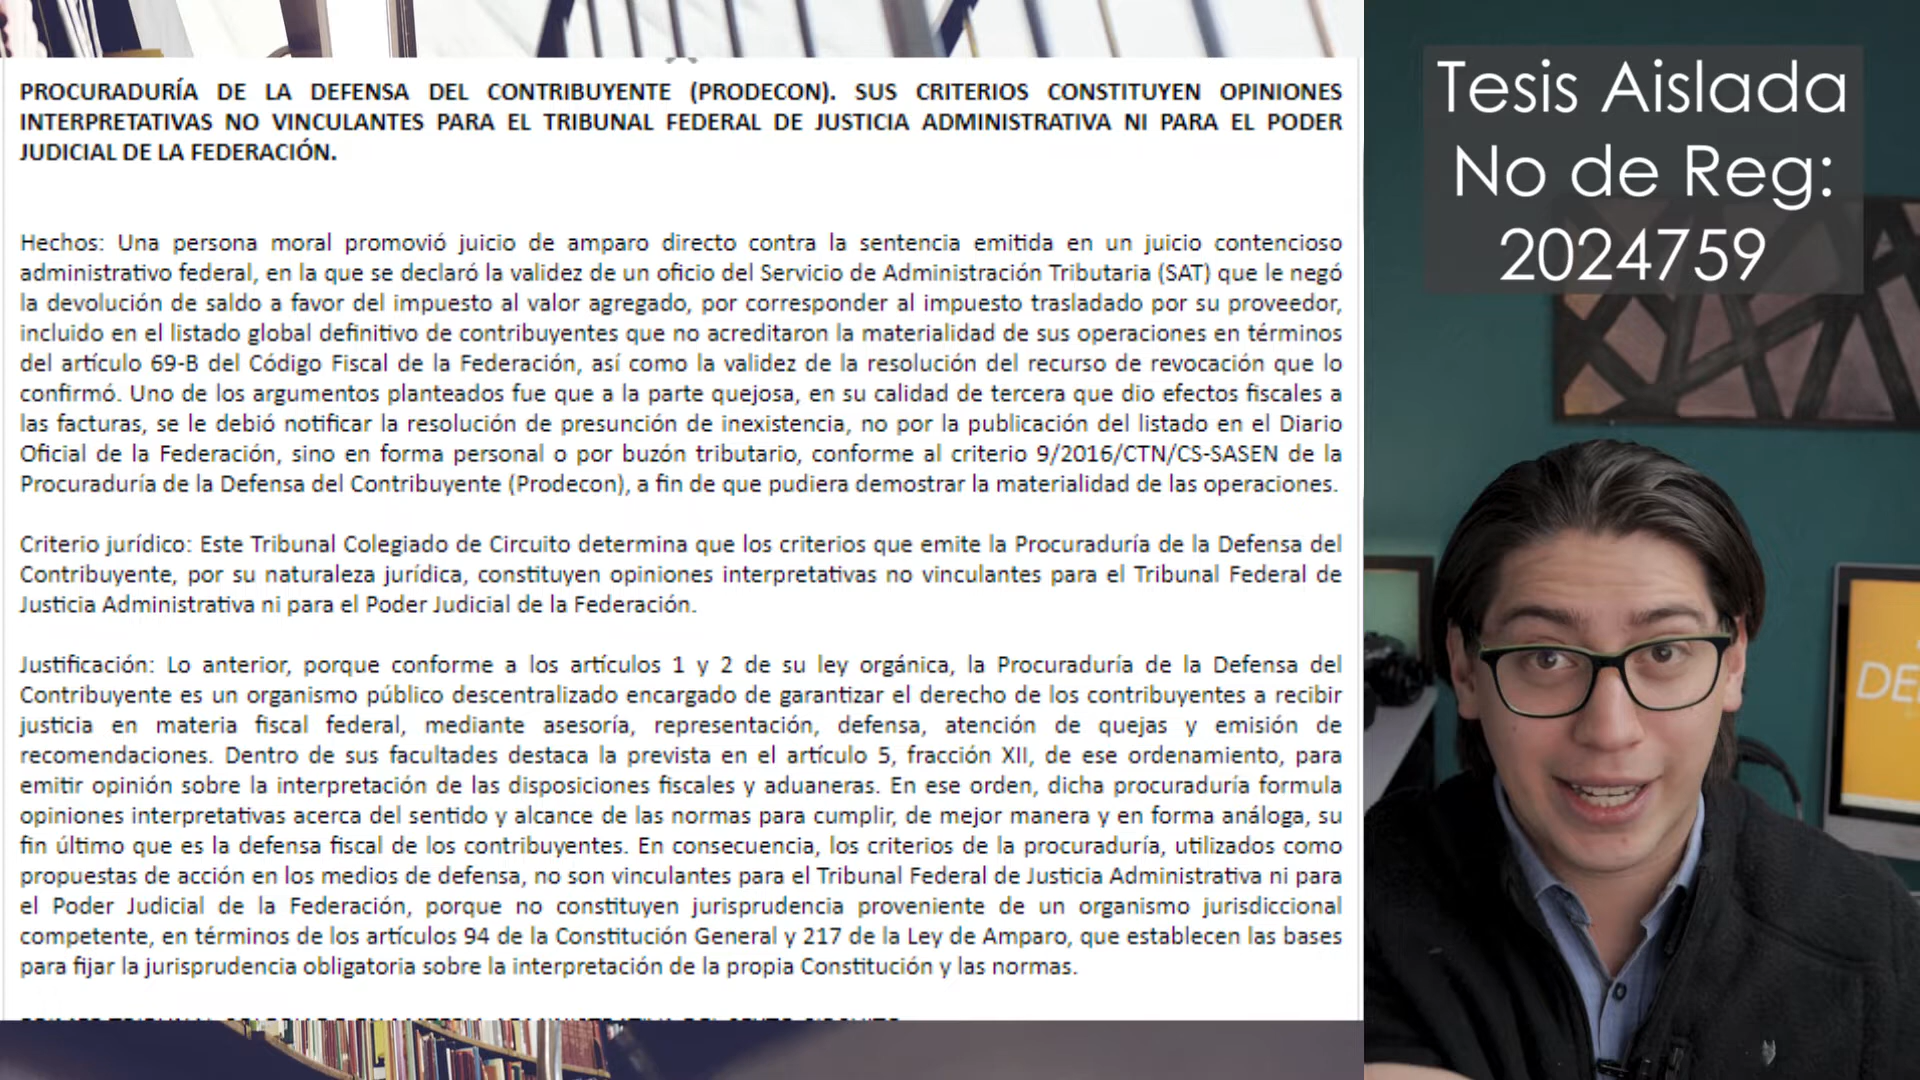 PROCURADURÍA DE LA DEFENSA DEL CONTRIBUYENTE (PRODECON). SUS CRITERIOS CONSTITUYEN OPINIONES
INTERPRETATIVAS NO VINCULANTES PARA EL TRIBUNAL FEDERAL DE JUSTICIA ADMINISTRATIVA NI PARA EL PODER
JUDICIAL DE LA FEDERACIÓN.
Hechos: Una persona moral promovió juicio de amparo directo contra la sentencia emitida en un juicio contencioso
administrativo federal, en la que se declaró la validez de un oficio del Servicio de Administración Tributaria (SAT) que le negó
la devolución de saldo a favor del impuesto al valor agregado, por corresponder al impuesto trasladado por su proveedor,
incluido en el listado global definitivo de contribuyentes que no acreditaron la materialidad de sus operaciones en términos
del artículo 69-B del Código Fiscal de la Federación, así como la validez de la resolución del recurso de revocación que lo
confirmó. Uno de los argumentos planteados fue que a la parte quejosa, en su calidad de tercera que dio efectos fiscales a
las facturas, se le debió notificar la resolución de presunción de inexistencia, no por la publicación del listado en el Diario
Oficial de la Federación, sino en forma personal o por buzón tributario, conforme al criterio 9/2016/CTN/CS-SASEN de la
Procuraduría de la Defensa del Contribuyente (Prodecon), a fin de que pudiera demostrar la materialidad de las operaciones.
Criterio jurídico: Este Tribunal Colegiado de Circuito determina que los criterios que emite la Procuraduría de la Defensa del
Contribuyente, por su naturaleza jurídica, constituyen opiniones interpretativas no vinculantes para el Tribunal Federal de
Justicia Administrativa ni para el Poder Judicial de la Federación.
Justificación: Lo anterior, porque conforme a los artículos 1 y 2 de su ley orgánica, la Procuraduría de la Defensa del
Contribuyente es un organismo público descentralizado encargado de garantizar el derecho de los contribuyentes a recibir
justicia en materia fiscal federal, mediante asesoría, representación, defensa, atención de quejas y emisión de
recomendaciones. Dentro de sus facultades destaca la prevista en el artículo 5, fracción XII, de ese ordenamiento, para
emitir opinión sobre la interpretación de las disposiciones fiscales y aduaneras. En ese orden, dicha procuraduría formula
opiniones interpretativas acerca del sentido y alcance de las normas para cumplir, de mejor manera y en forma análoga, su
fin último que es la defensa fiscal de los contribuyentes. En consecuencia, los criterios de la procuraduría, utilizados como
propuestas de acción en los medios de defensa, no son vinculantes para el Tribunal Federal de Justicia Administrativa ni para
el Poder Judicial de la Federación, porque no constituyen jurisprudencia proveniente de un organismo jurisdiccional
competente, en términos de los artículos 94 de la Constitución General y 217 de la Ley de Amparo, que establecen las bases
para fijar la jurisprudencia obligatoria sobre la interpretación de la propia Constitución y las normas.
Tesis Aislada
No de Reg:
2024759
DE